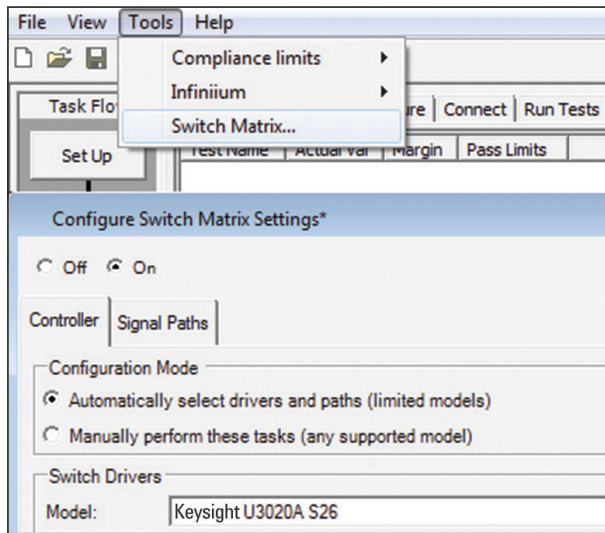 File View Tools Help
Compliance limits
Infiniium
Task Flo Connect Run Tests
Switch Matrix...
Set Up
Test Name Actual Val Margin Pass Limits
Configure Switch Matrix Settings*
Off On
Controller Signal Paths
Configuration Mode
Automatically select drivers and paths (limited models)
Manually perform these tasks (any supported model)
Switch Drivers
Model: Keysight U3020A S26